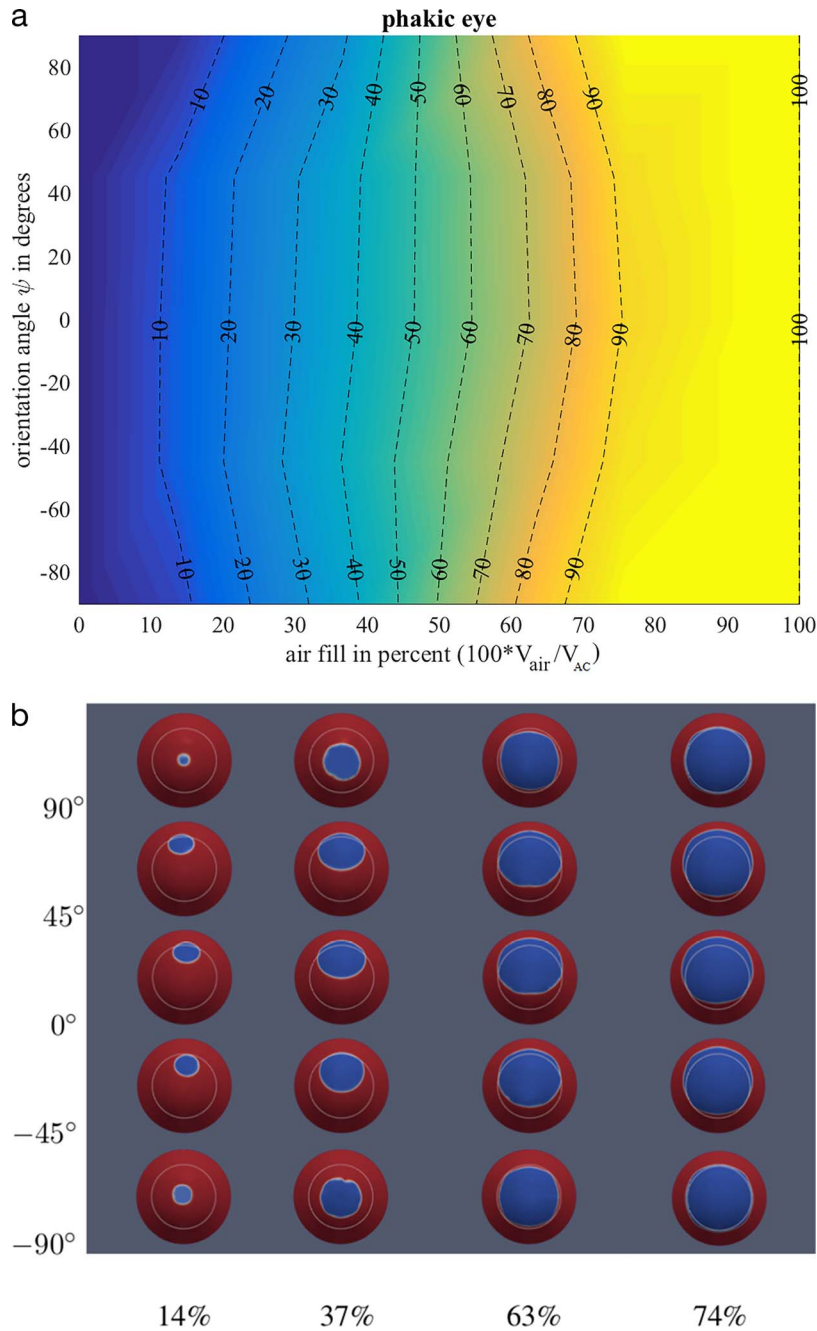 a
phakic eye
80
60
40
20
0
-20
-40
-60
-80
orientation angle ψ in degrees
10 20 30 40 50 60 70 80 90 100
10 20 30 40 50 60 70 80 90 100
10 20 30 40 50 60 70 80 90
0 10 20 30 40 50 60 70 80 90 100
air fill in percent (100*Vair/VAC)
b
90°
45°
0°
−45°
−90°
14% 37% 63% 74%